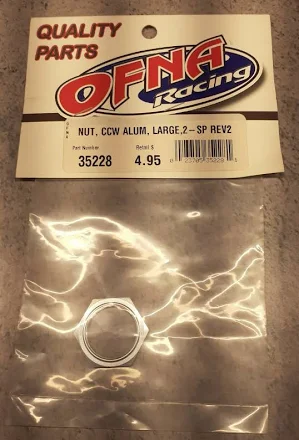 QUALITY
PARTS
OFNA
Racing
NUT, CCW ALUM, LARGE,2-SP REV2
Part Number
Retail $
35228
4.95